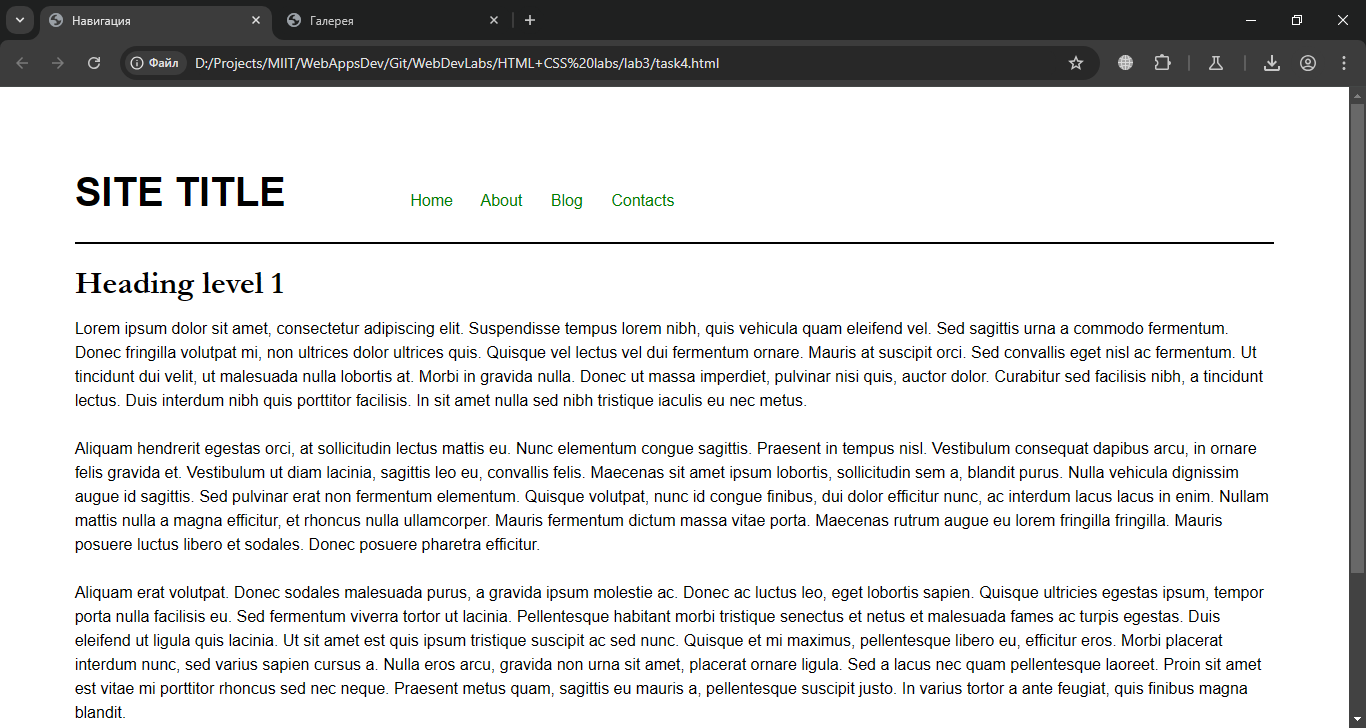 Навигация
Галерея
Файл
D:/Projects/MIIT/WebAppsDev/Git/WebDevLabs/HTML+CSS%20labs/lab3/task4.html
SITE TITLE
Home About Blog Contacts
Heading level 1
Lorem ipsum dolor sit amet, consectetur adipiscing elit. Suspendisse tempus lorem nibh, quis vehicula quam eleifend vel. Sed sagittis urna a commodo fermentum.
Donec fringilla volutpat mi, non ultrices dolor ultrices quis. Quisque vel lectus vel dui fermentum ornare. Mauris at suscipit orci. Sed convallis eget nisl ac fermentum. Ut
tincidunt dui velit, ut malesuada nulla lobortis at. Morbi in gravida nulla. Donec ut massa imperdiet, pulvinar nisi quis, auctor dolor. Curabitur sed facilisis nibh, a tincidunt
lectus. Duis interdum nibh quis porttitor facilisis. In sit amet nulla sed nibh tristique iaculis eu nec metus.
Aliquam hendrerit egestas orci, at sollicitudin lectus mattis eu. Nunc elementum congue sagittis. Praesent in tempus nisl. Vestibulum consequat dapibus arcu, in ornare
felis gravida et. Vestibulum ut diam lacinia, sagittis leo eu, convallis felis. Maecenas sit amet ipsum lobortis, sollicitudin sem a, blandit purus. Nulla vehicula dignissim
augue id sagittis. Sed pulvinar erat non fermentum elementum. Quisque volutpat, nunc id congue finibus, dui dolor efficitur nunc, ac interdum lacus lacus in enim. Nullam
mattis nulla a magna efficitur, et rhoncus nulla ullamcorper. Mauris fermentum dictum massa vitae porta. Maecenas rutrum augue eu lorem fringilla fringilla. Mauris
posuere luctus libero et sodales. Donec posuere pharetra efficitur.
Aliquam erat volutpat. Donec sodales malesuada purus, a gravida ipsum molestie ac. Donec ac luctus leo, eget lobortis sapien. Quisque ultricies egestas ipsum, tempor
porta nulla facilisis eu. Sed fermentum viverra tortor ut lacinia. Pellentesque habitant morbi tristique senectus et netus et malesuada fames ac turpis egestas. Duis
eleifend ut ligula quis lacinia. Ut sit amet est quis ipsum tristique suscipit ac sed nunc. Quisque et mi maximus, pellentesque libero eu, efficitur eros. Morbi placerat
interdum nunc, sed varius sapien cursus a. Nulla eros arcu, gravida non urna sit amet, placerat ornare ligula. Sed a lacus nec quam pellentesque laoreet. Proin sit amet
est vitae mi porttitor rhoncus sed nec neque. Praesent metus quam, sagittis eu mauris a, pellentesque suscipit justo. In varius tortor a ante feugiat, quis finibus magna
blandit.